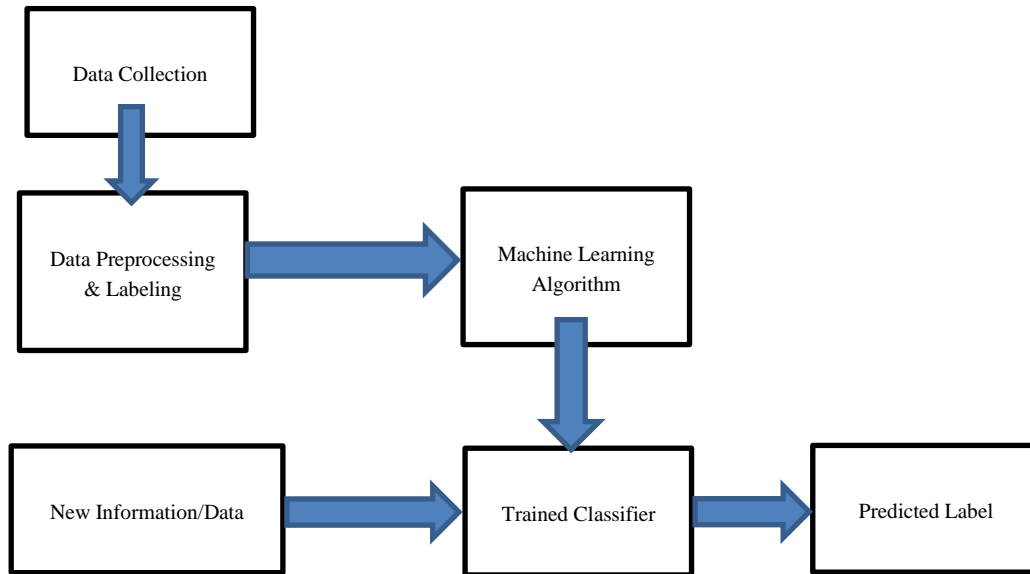 Data Collection
Data Preprocessing
& Labeling
Machine Learning
Algorithm
New Information/Data
Trained Classifier
Predicted Label